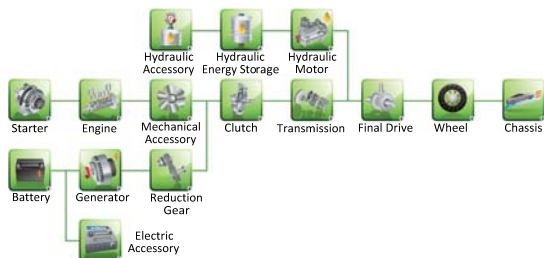 Hydraulic Hydraulic Hydraulic
Accessory Energy Storage Motor
Starter Engine Mechanical Clutch Transmission Final Drive Wheel Chassis
Accessory
Battery Generator Reduction
Gear
Electric
Accessory